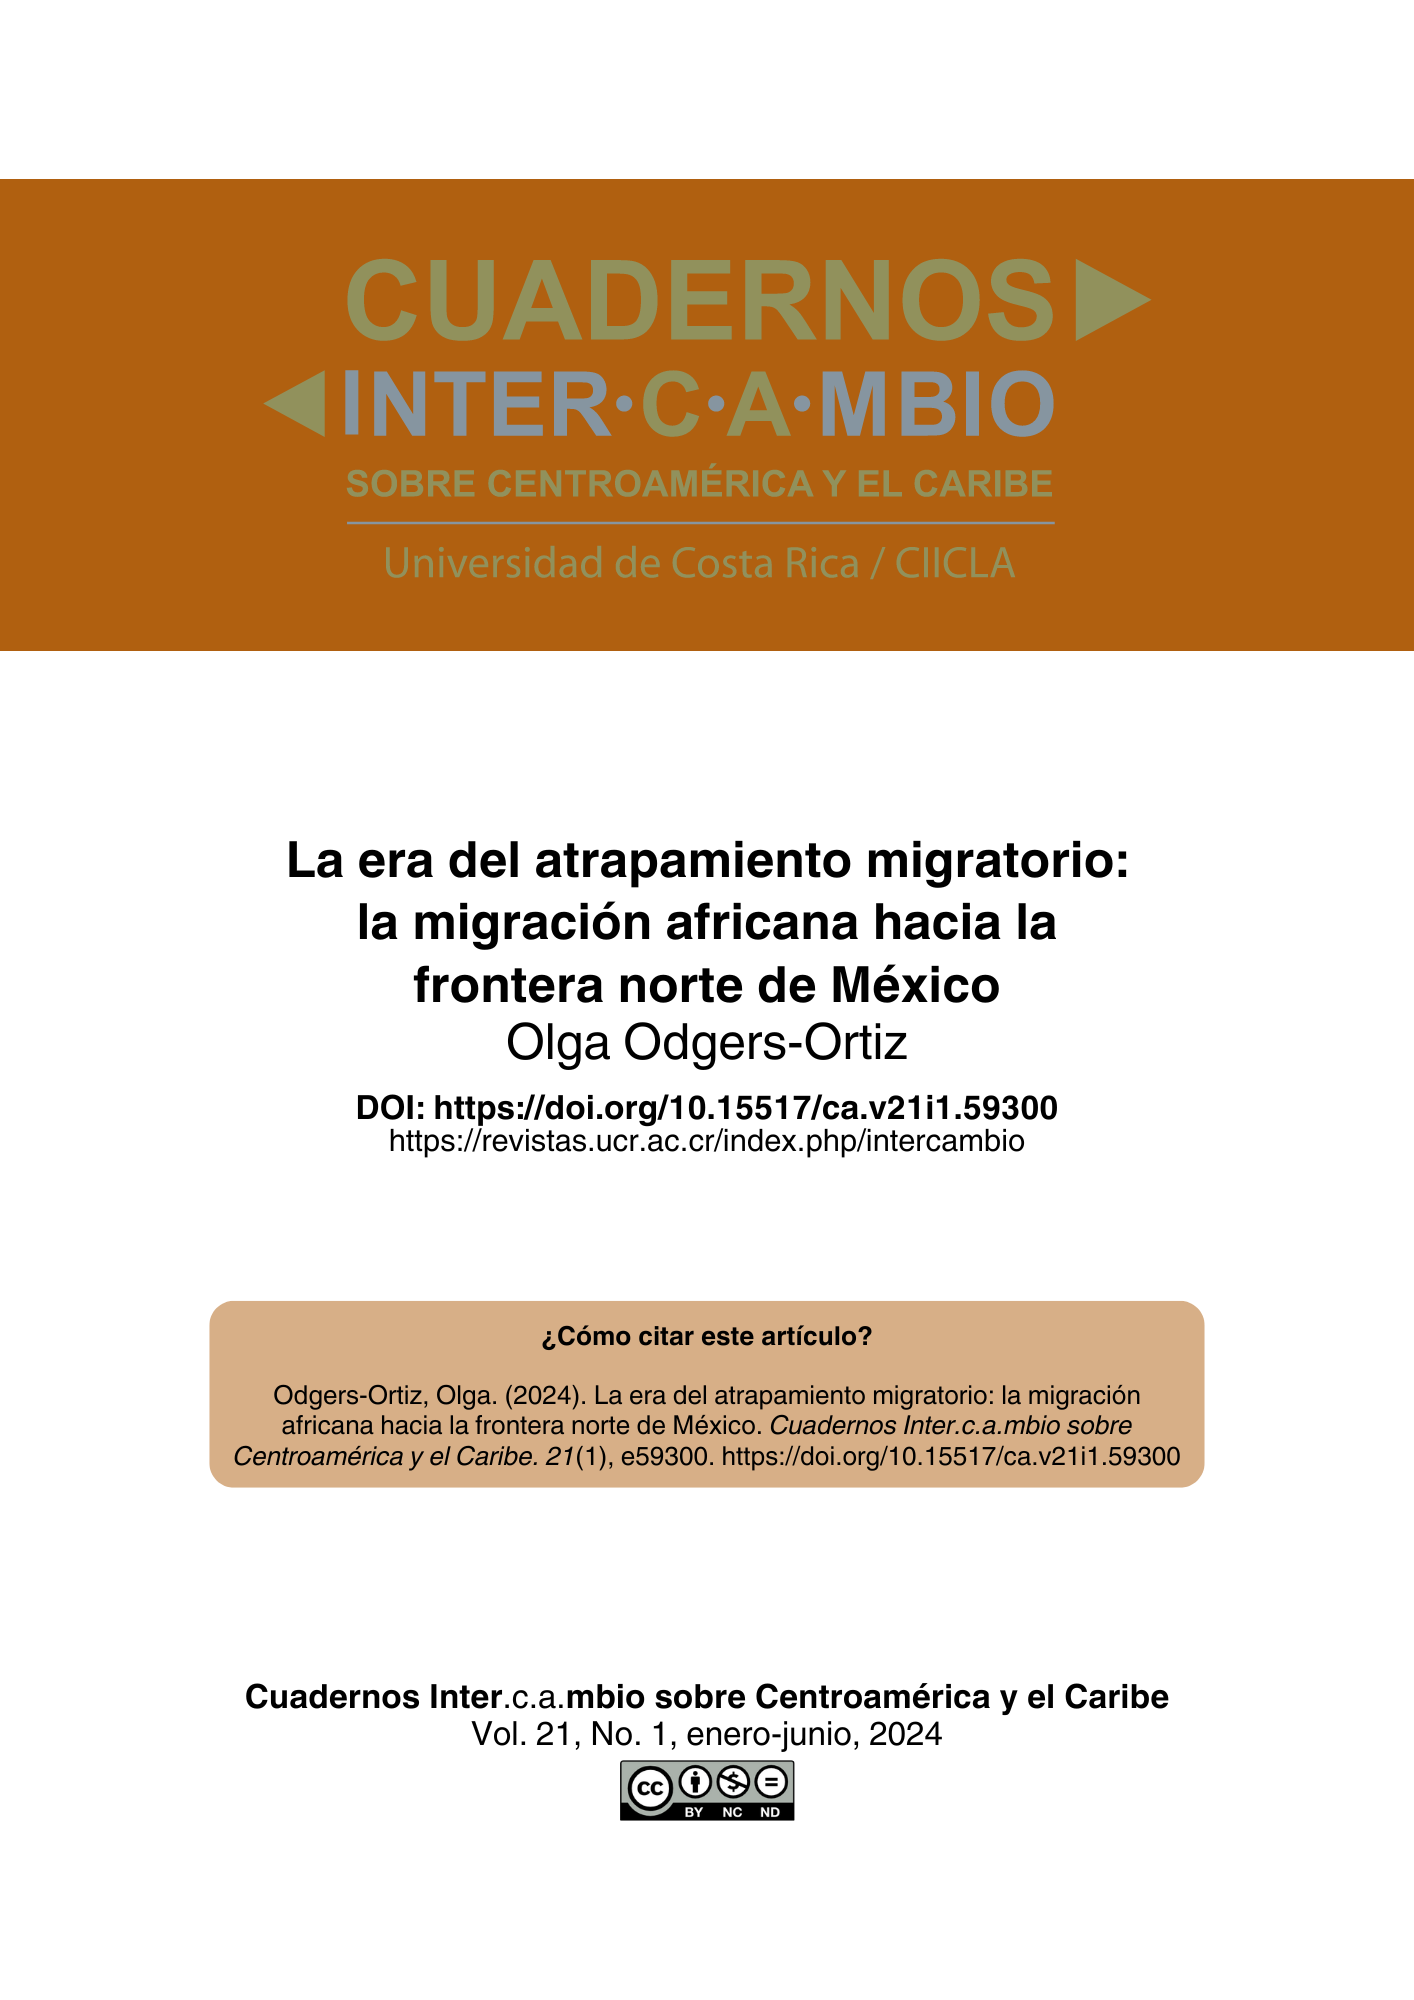 CUADERNOS
INTER·C·A·MBIO
SOBRE CENTROAMÉRICA Y EL CARIBE
Universidad de Costa Rica / CIICLA
La era del atrapamiento migratorio:
la migración africana hacia la
frontera norte de México
Olga Odgers-Ortiz
DOI: https://doi.org/10.15517/ca.v21i1.59300
https://revistas.ucr.ac.cr/index.php/intercambio
¿Cómo citar este artículo?
Odgers-Ortiz, Olga. (2024). La era del atrapamiento migratorio: la migración
africana hacia la frontera norte de México. Cuadernos Inter.c.a.mbio sobre
Centroamérica y el Caribe. 21(1), e59300. https://doi.org/10.15517/ca.v21i1.59300
Cuadernos Inter.c.a.mbio sobre Centroamérica y el Caribe
Vol. 21, No. 1, enero-junio, 2024
cc BY NC ND